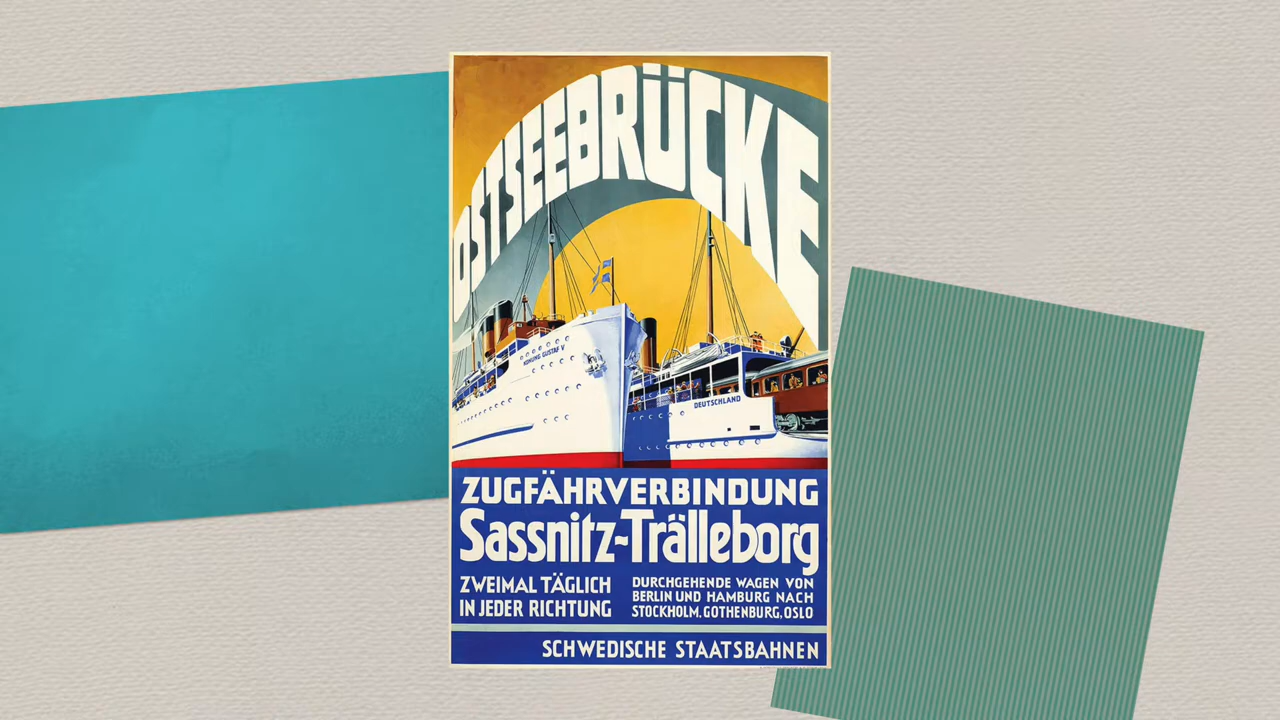 OSTSEEBRÜCKE
KONUNG GUSTAF V
DEUTSCHLAND
ZUGFÄHRVERBINDUNG
Sassnitz-Trälleborg
ZWEIMAL TÄGLICH
IN JEDER RICHTUNG
DURCHGEHENDE WAGEN VON
BERLIN UND HAMBURG NACH
STOCKHOLM, GOTHENBURG, OSLO
SCHWEDISCHE STAATSBAHNEN